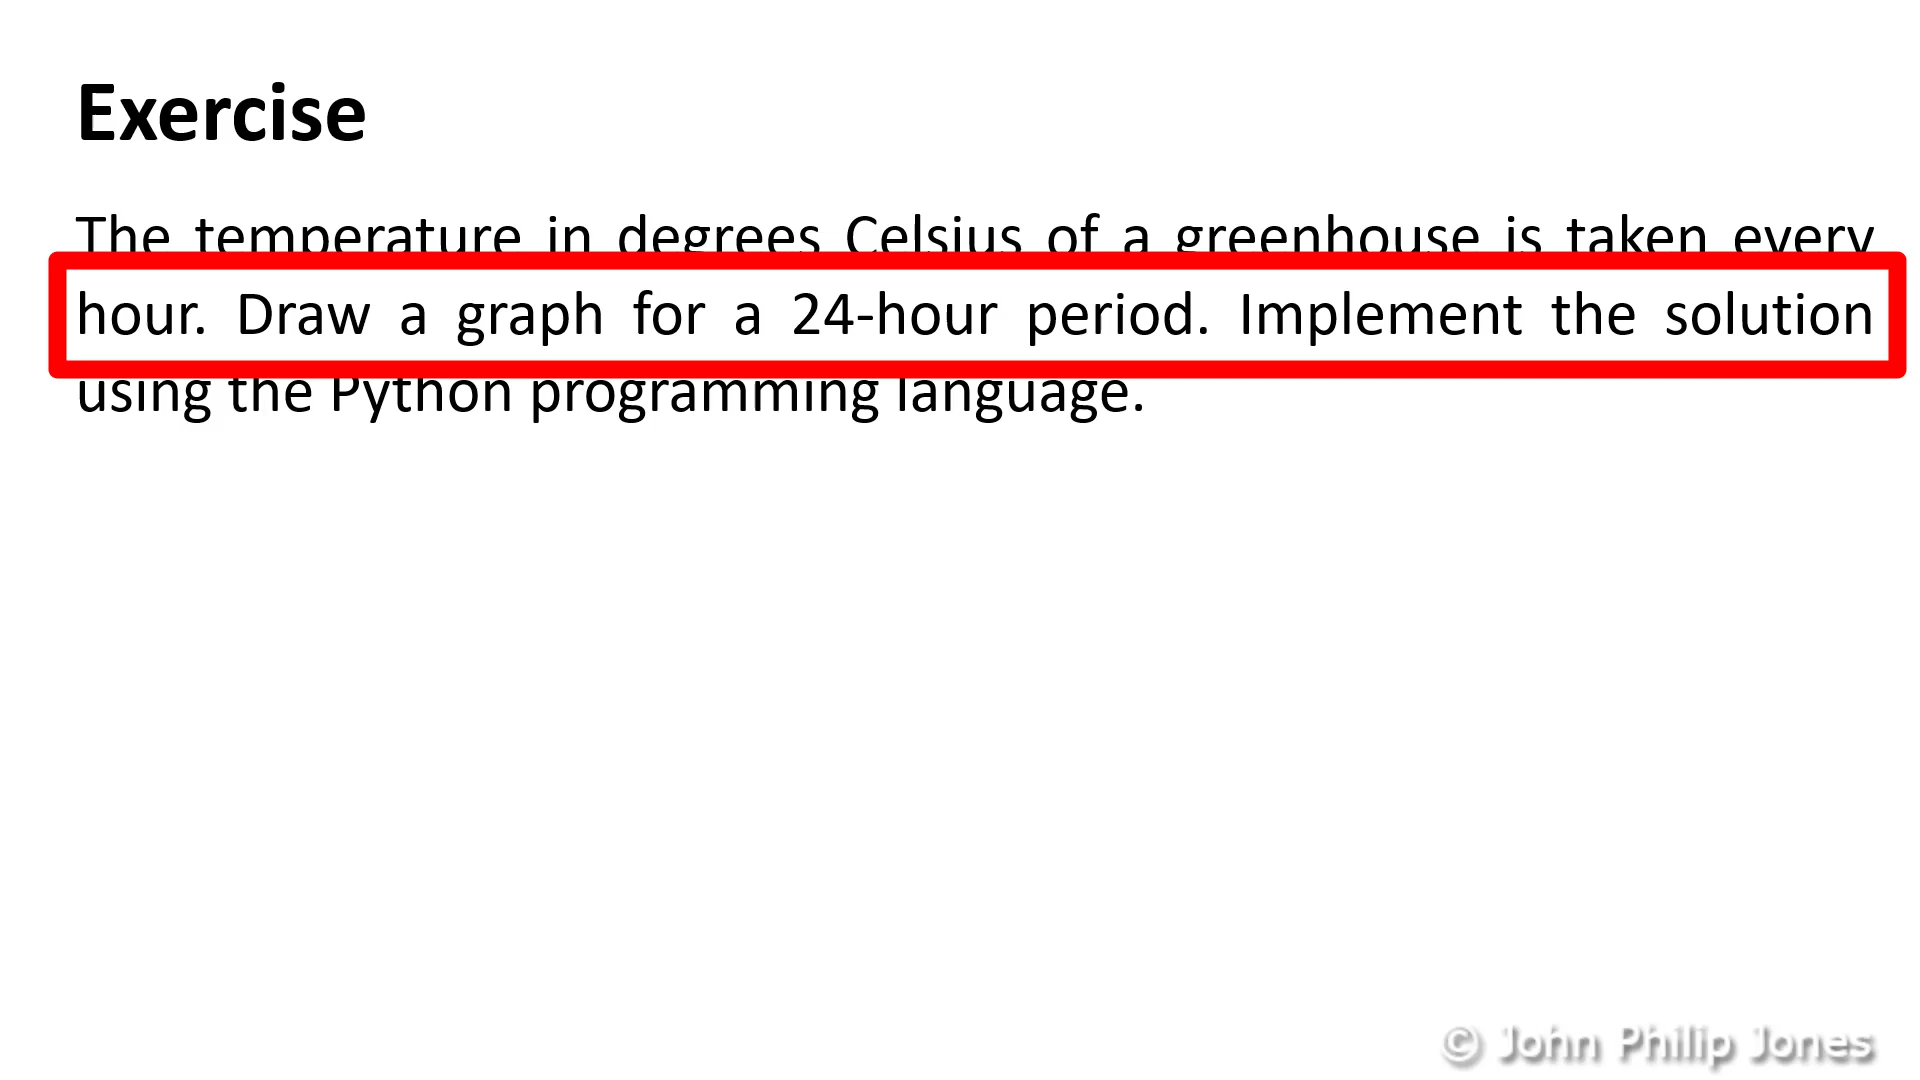 Exercise
The temperature in degrees Celsius of a greenhouse is taken every
hour. Draw a graph for a 24-hour period. Implement the solution
using the Python programming language.
© John Philip Jones